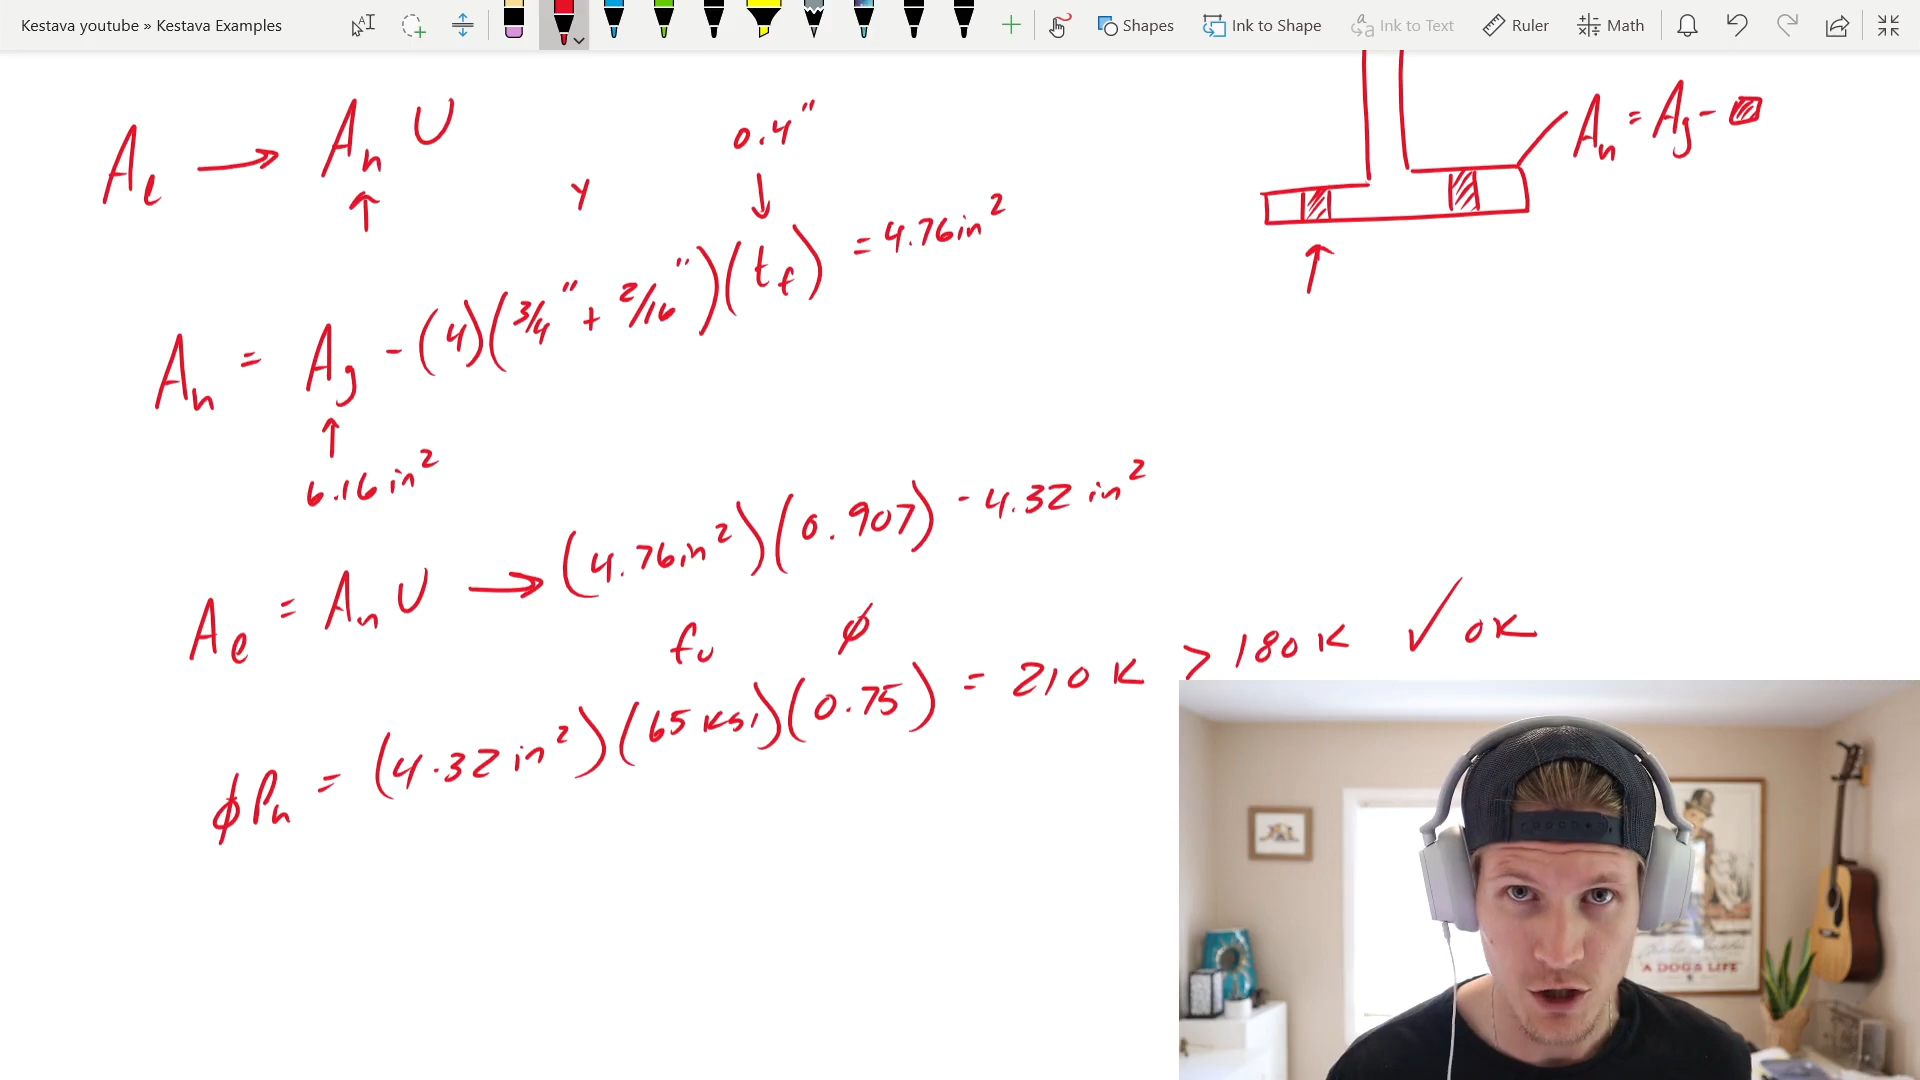 Kestava youtube » Kestava Examples
Shapes
Ink to Shape
Ink to Text
Ruler
Math
Ae → An U
0.4"
An = Ag -
An = Ag - (4)(3/4" + 2/16")(tf) = 4.76in²
6.16in²
Ae = An U → (4.76in²)(0.907) - 4.32 in²
fu
ϕ
ϕPn = (4.32 in²)(65 ksi)(0.75) = 210 K > 180 K ✓ OK
A DOGS LIFE